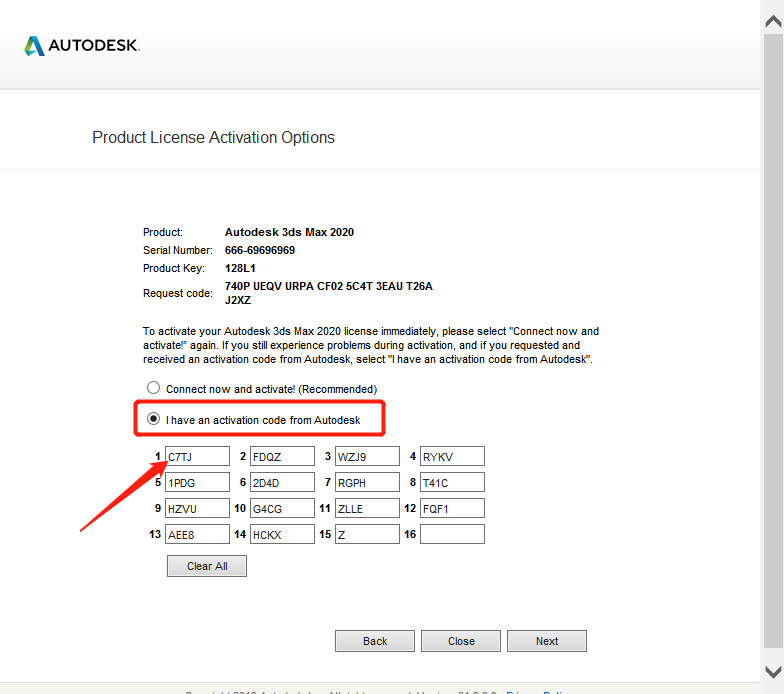 AUTODESK.
Product License Activation Options
Product: Autodesk 3ds Max 2020
Serial Number: 666-69696969
Product Key: 128L1
Request code: 740P UEQV URPA CF02 5C4T 3EAU T26A
J2XZ
To activate your Autodesk 3ds Max 2020 license immediately, please select "Connect now and
activate!" again. If you still experience problems during activation, and if you requested and
received an activation code from Autodesk, select "I have an activation code from Autodesk".
Connect now and activate! (Recommended)
I have an activation code from Autodesk
1 C7TJ 2 FDQZ 3 WZJ9 4 RYKV
5 1PDG 6 2D4D 7 RGPH 8 T41C
9 HZVU 10 G4CG 11 ZLLE 12 FQF1
13 AEE8 14 HCKX 15 Z 16
Clear All
Back Close Next